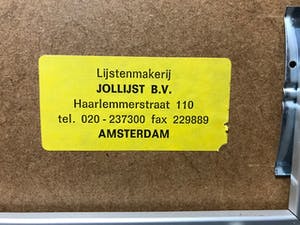 Lijstenmakerij
JOLLIJST B.V.
Haarlemmerstraat 110
tel. 020 - 237300 fax 229889
AMSTERDAM